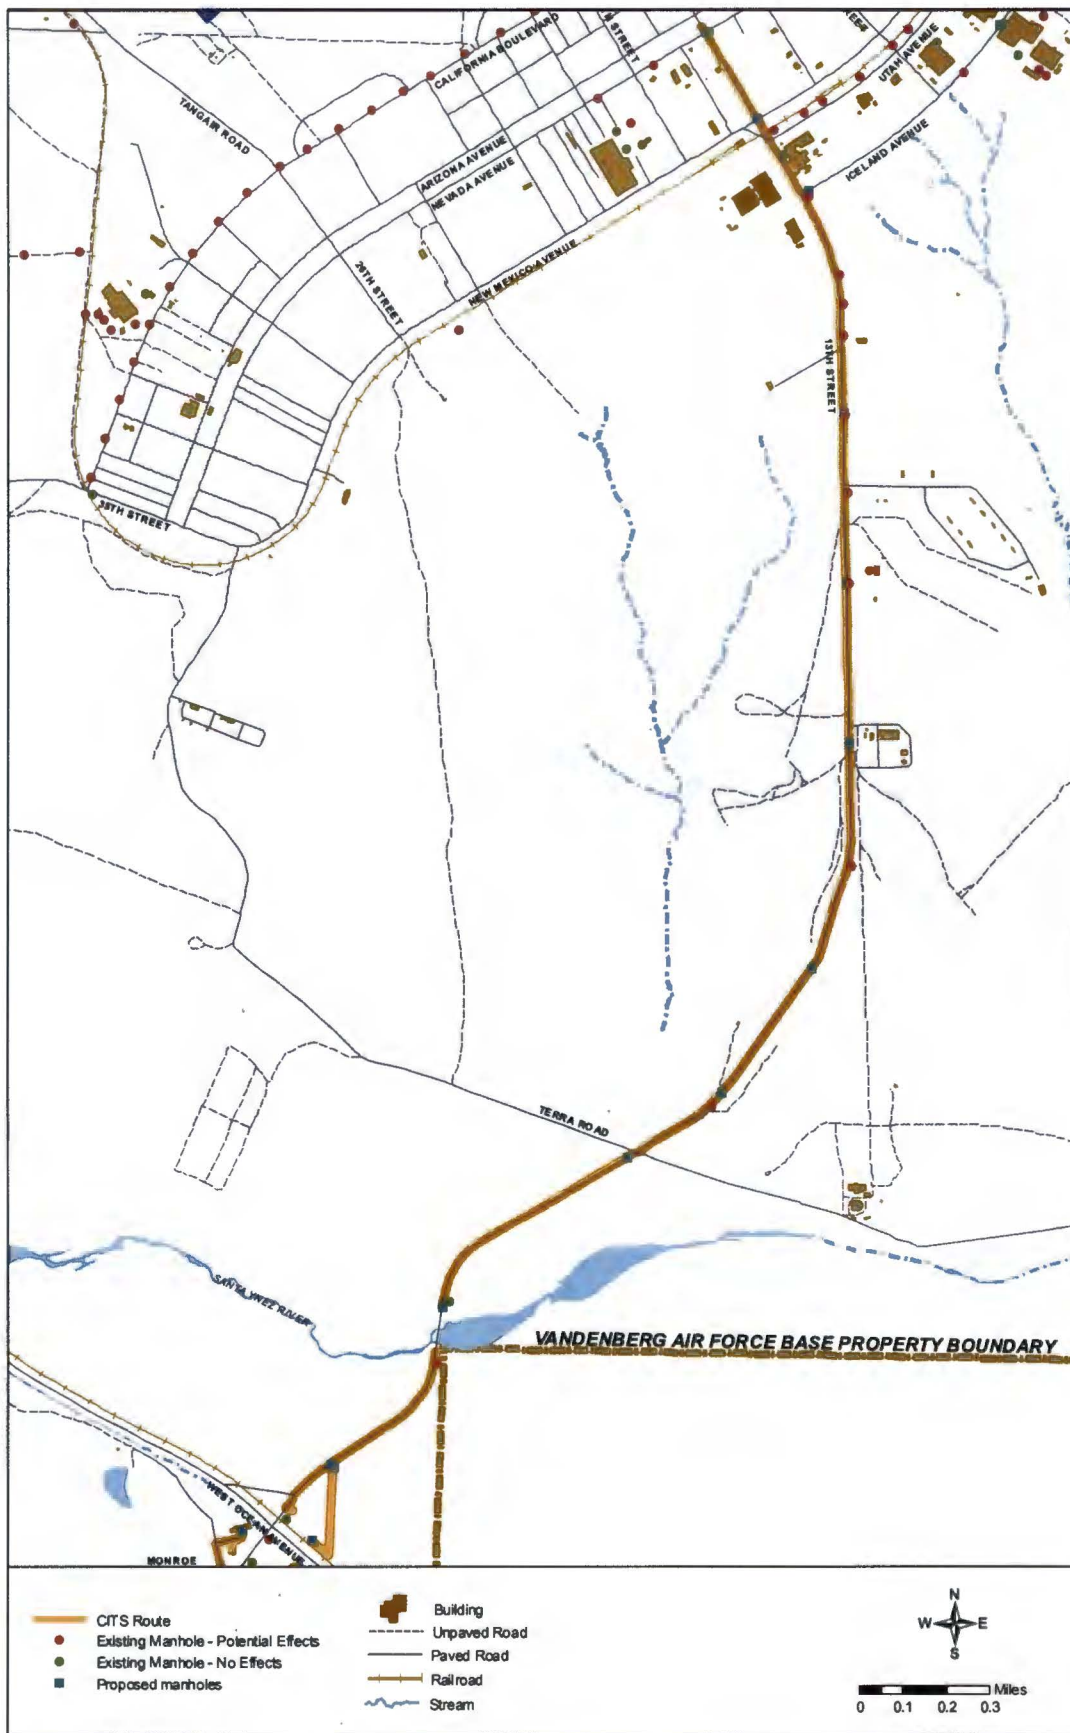 CALIFORNIA BOULEVARD
STREET
UTAH AVENUE
TANGAIR ROAD
ARIZONA AVENUE
NEVADA AVENUE
ICELAND AVENUE
26TH STREET
NEW MEXICO AVENUE
13TH STREET
35TH STREET
TERRA ROAD
SANTA YNEZ RIVER
VANDENBERG AIR FORCE BASE PROPERTY BOUNDARY
WEST OCEAN AVENUE
MONROE
CITS Route
Existing Manhole - Potential Effects
Existing Manhole - No Effects
Proposed manholes
Building
Unpaved Road
Paved Road
Railroad
Stream
N
W E
S
Miles
0 0.1 0.2 0.3